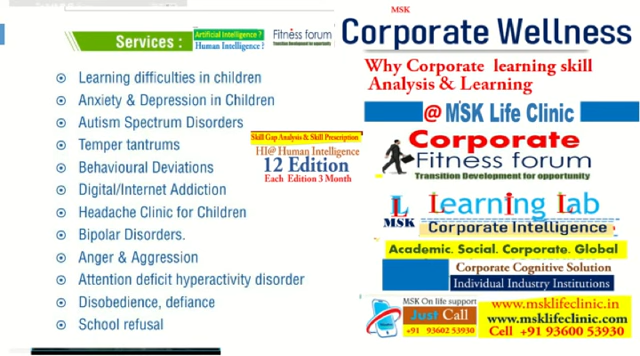 Services :
Artificial Intelligence ?
Human Intelligence ?
Fitness forum
Transition Development for opportunity
Learning difficulties in children
Anxiety & Depression in Children
Autism Spectrum Disorders
Temper tantrums
Behavioural Deviations
Digital/Internet Addiction
Headache Clinic for Children
Bipolar Disorders.
Anger & Aggression
Attention deficit hyperactivity disorder
Disobedience, defiance
School refusal
Skill Gap Analysis & Skill Prescription
HI@ Human Intelligence
12 Edition
Each Edition 3 Month
MSK
Corporate Wellness
Why Corporate learning skill
Analysis & Learning
@ MSK Life Clinic
Corporate
Fitness forum
Transition Development for opportunity
L Learning Lab
MSK Corporate Intelligence
Academic. Social. Corporate. Global
Corporate Cognitive Solution
Individual Industry Institutions
MSK On life support
Just Call
+91 93602 53930
www.msklifeclinic.in
www.msklifeclinic.com
Cell +91 93600 53930